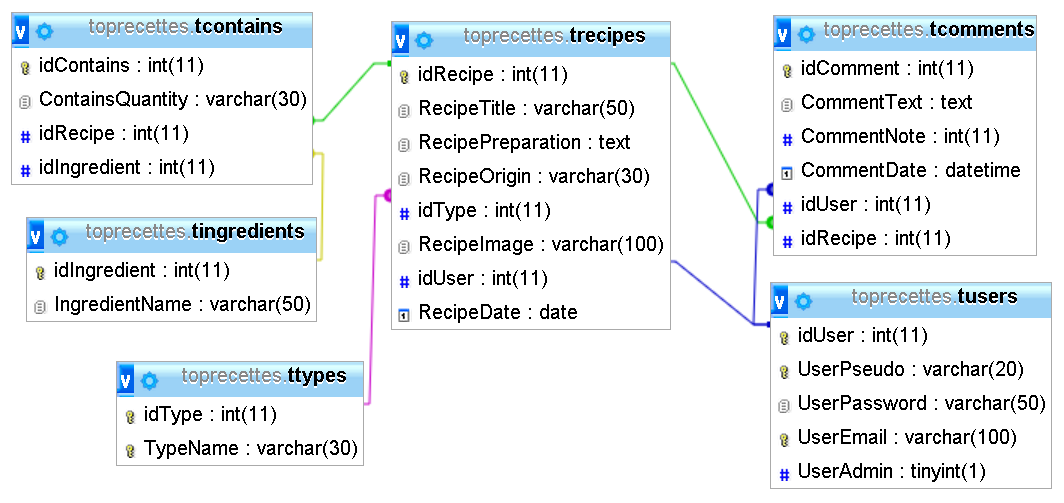 v toprecettes.tcontains
idContains : int(11)
ContainsQuantity : varchar(30)
# idRecipe : int(11)
# idIngredient : int(11)
v toprecettes.tingredients
idIngredient : int(11)
IngredientName : varchar(50)
v toprecettes.ttypes
idType : int(11)
TypeName : varchar(30)
v toprecettes.trecipes
idRecipe : int(11)
RecipeTitle : varchar(50)
RecipePreparation : text
RecipeOrigin : varchar(30)
# idType : int(11)
RecipeImage : varchar(100)
# idUser : int(11)
1 RecipeDate : date
v toprecettes.tcomments
idComment : int(11)
CommentText : text
# CommentNote : int(11)
1 CommentDate : datetime
# idUser : int(11)
# idRecipe : int(11)
v toprecettes.tusers
idUser : int(11)
UserPseudo : varchar(20)
UserPassword : varchar(50)
UserEmail : varchar(100)
# UserAdmin : tinyint(1)